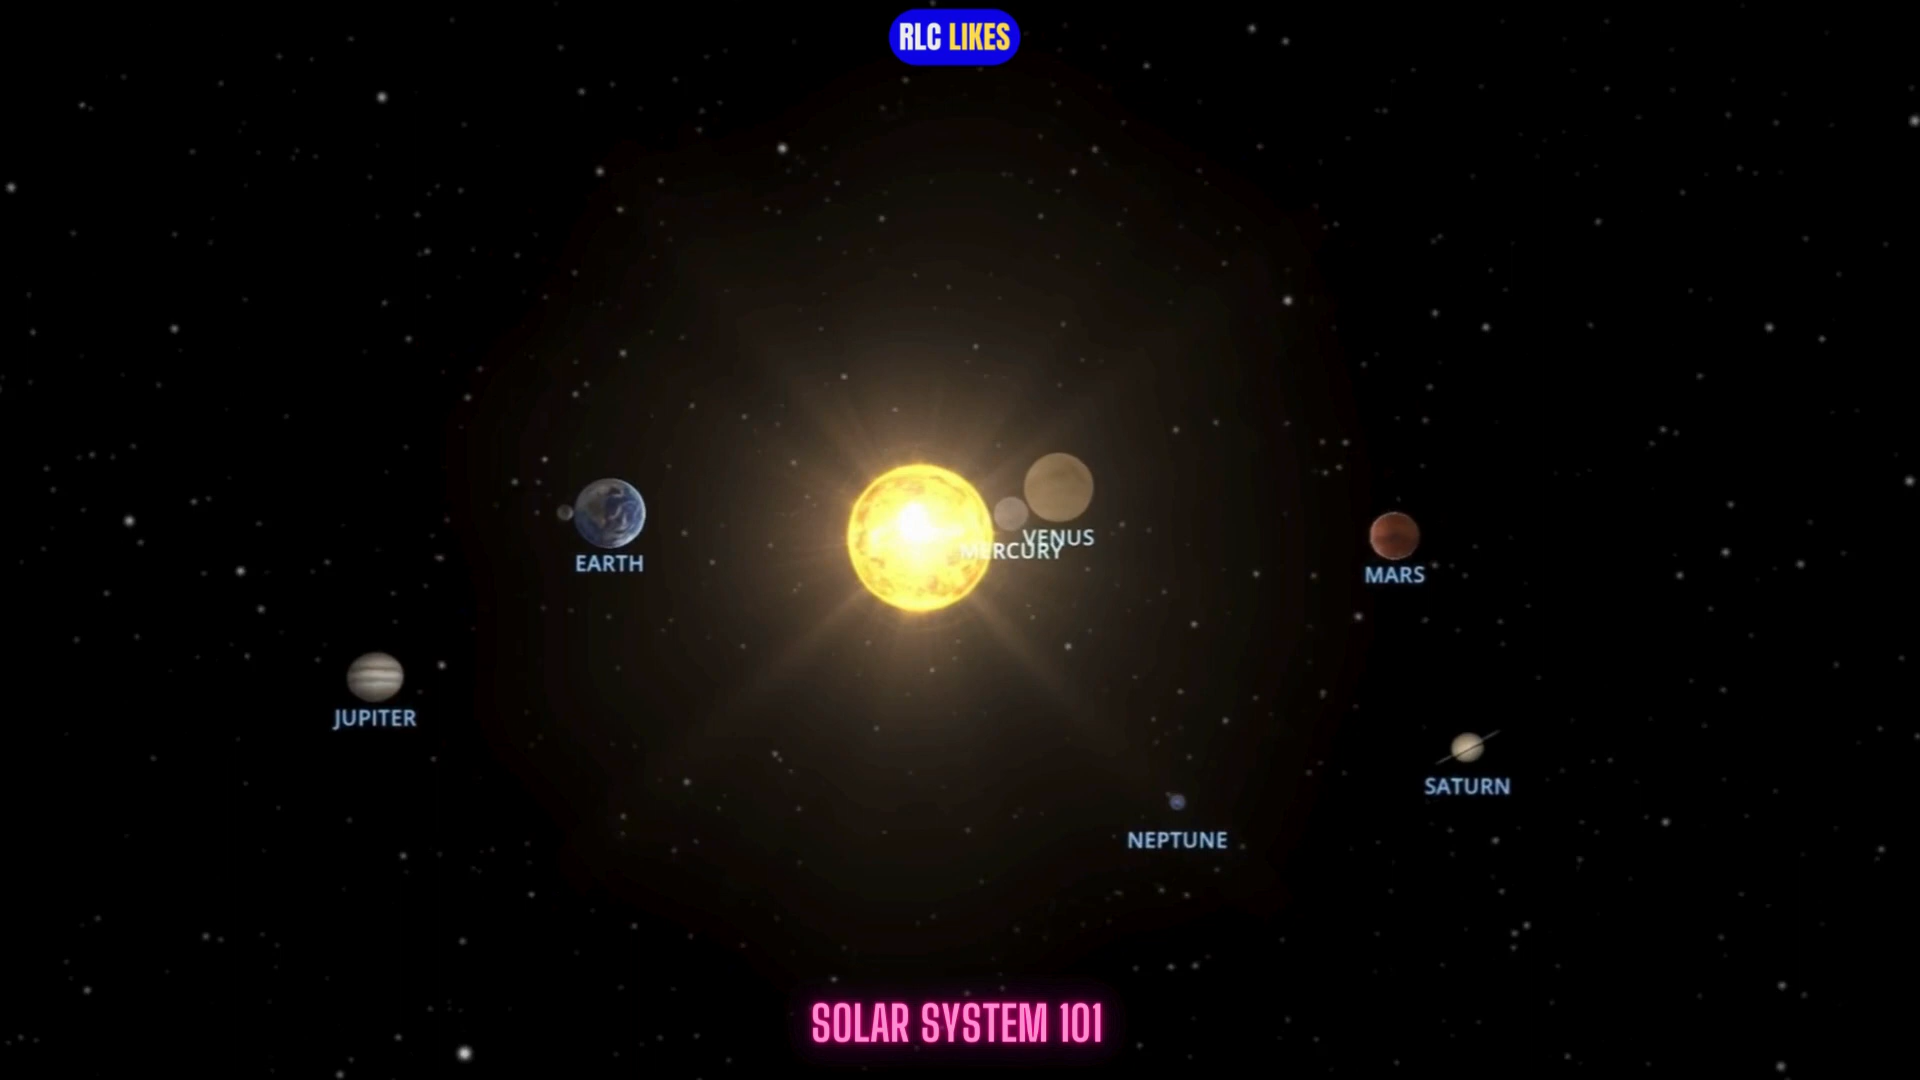 RLC LIKES
VENUS
MERCURY
EARTH
MARS
JUPITER
SATURN
NEPTUNE
SOLAR SYSTEM 101